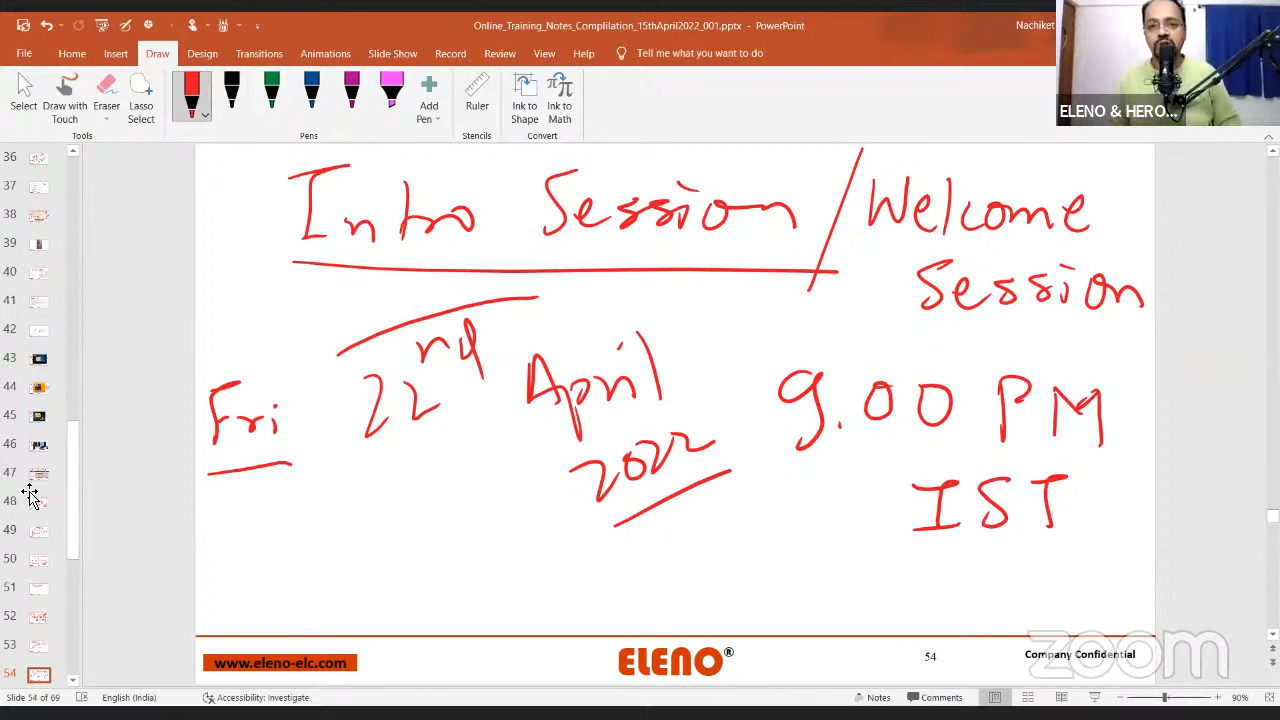 Online_Training_Notes_Complilation_15thApril2022_001.pptx - PowerPoint
Nachiket
File Home Insert Draw Design Transitions Animations Slide Show Record Review View Help Tell me what you want to do
Select Draw with Touch Eraser Lasso Select Add Pen Ruler Ink to Shape Ink to Math
Tools Pens Stencils Convert
ELENO & HERO...
36
37
38
39
40
41
42
43
44
45
46
47
48
49
50
51
52
53
54
Intro Session / Welcome
Session
Fri 22nd April 9.00 PM
2022 IST
www.eleno-elc.com ELENO ® 54 Company Confidential
zoom
Slide 54 of 69 English (India) Accessibility: Investigate Notes Comments 90%